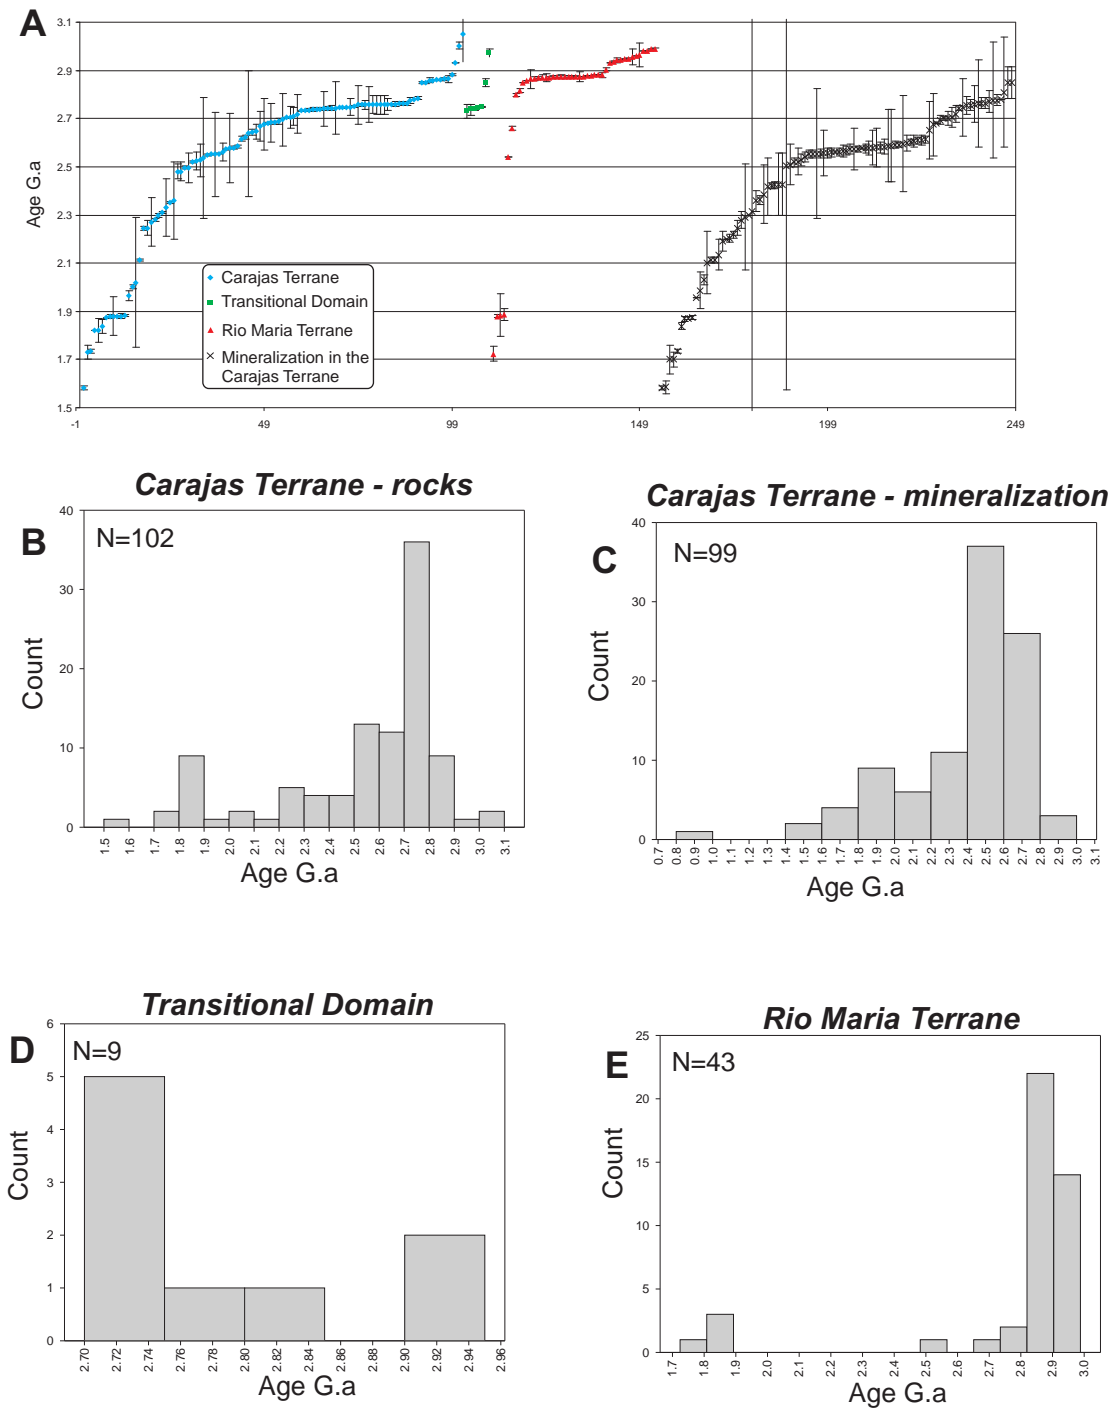 A
3.1
2.9
2.7
2.5
2.3
2.1
1.9
1.7
1.5
Age G.a
-1 49 99 149 199 249
Carajas Terrane
Transitional Domain
Rio Maria Terrane
Mineralization in the
Carajas Terrane
Carajas Terrane - rocks
B
N=102
40
30
20
10
0
Count
1.5 1.6 1.7 1.8 1.9 2.0 2.1 2.2 2.3 2.4 2.5 2.6 2.7 2.8 2.9 3.0 3.1
Age G.a
Carajas Terrane - mineralization
C
N=99
40
30
20
10
0
Count
0.7 0.8 0.9 1.0 1.1 1.2 1.3 1.4 1.5 1.6 1.7 1.8 1.9 2.0 2.1 2.2 2.3 2.4 2.5 2.6 2.7 2.8 2.9 3.0 3.1
Age G.a
Transitional Domain
D
N=9
6
5
4
3
2
1
0
Count
2.70 2.72 2.74 2.76 2.78 2.80 2.82 2.84 2.86 2.88 2.90 2.92 2.94 2.96
Age G.a
Rio Maria Terrane
E
N=43
25
20
15
10
5
0
Count
1.7 1.8 1.9 2.0 2.1 2.2 2.3 2.4 2.5 2.6 2.7 2.8 2.9 3.0
Age G.a